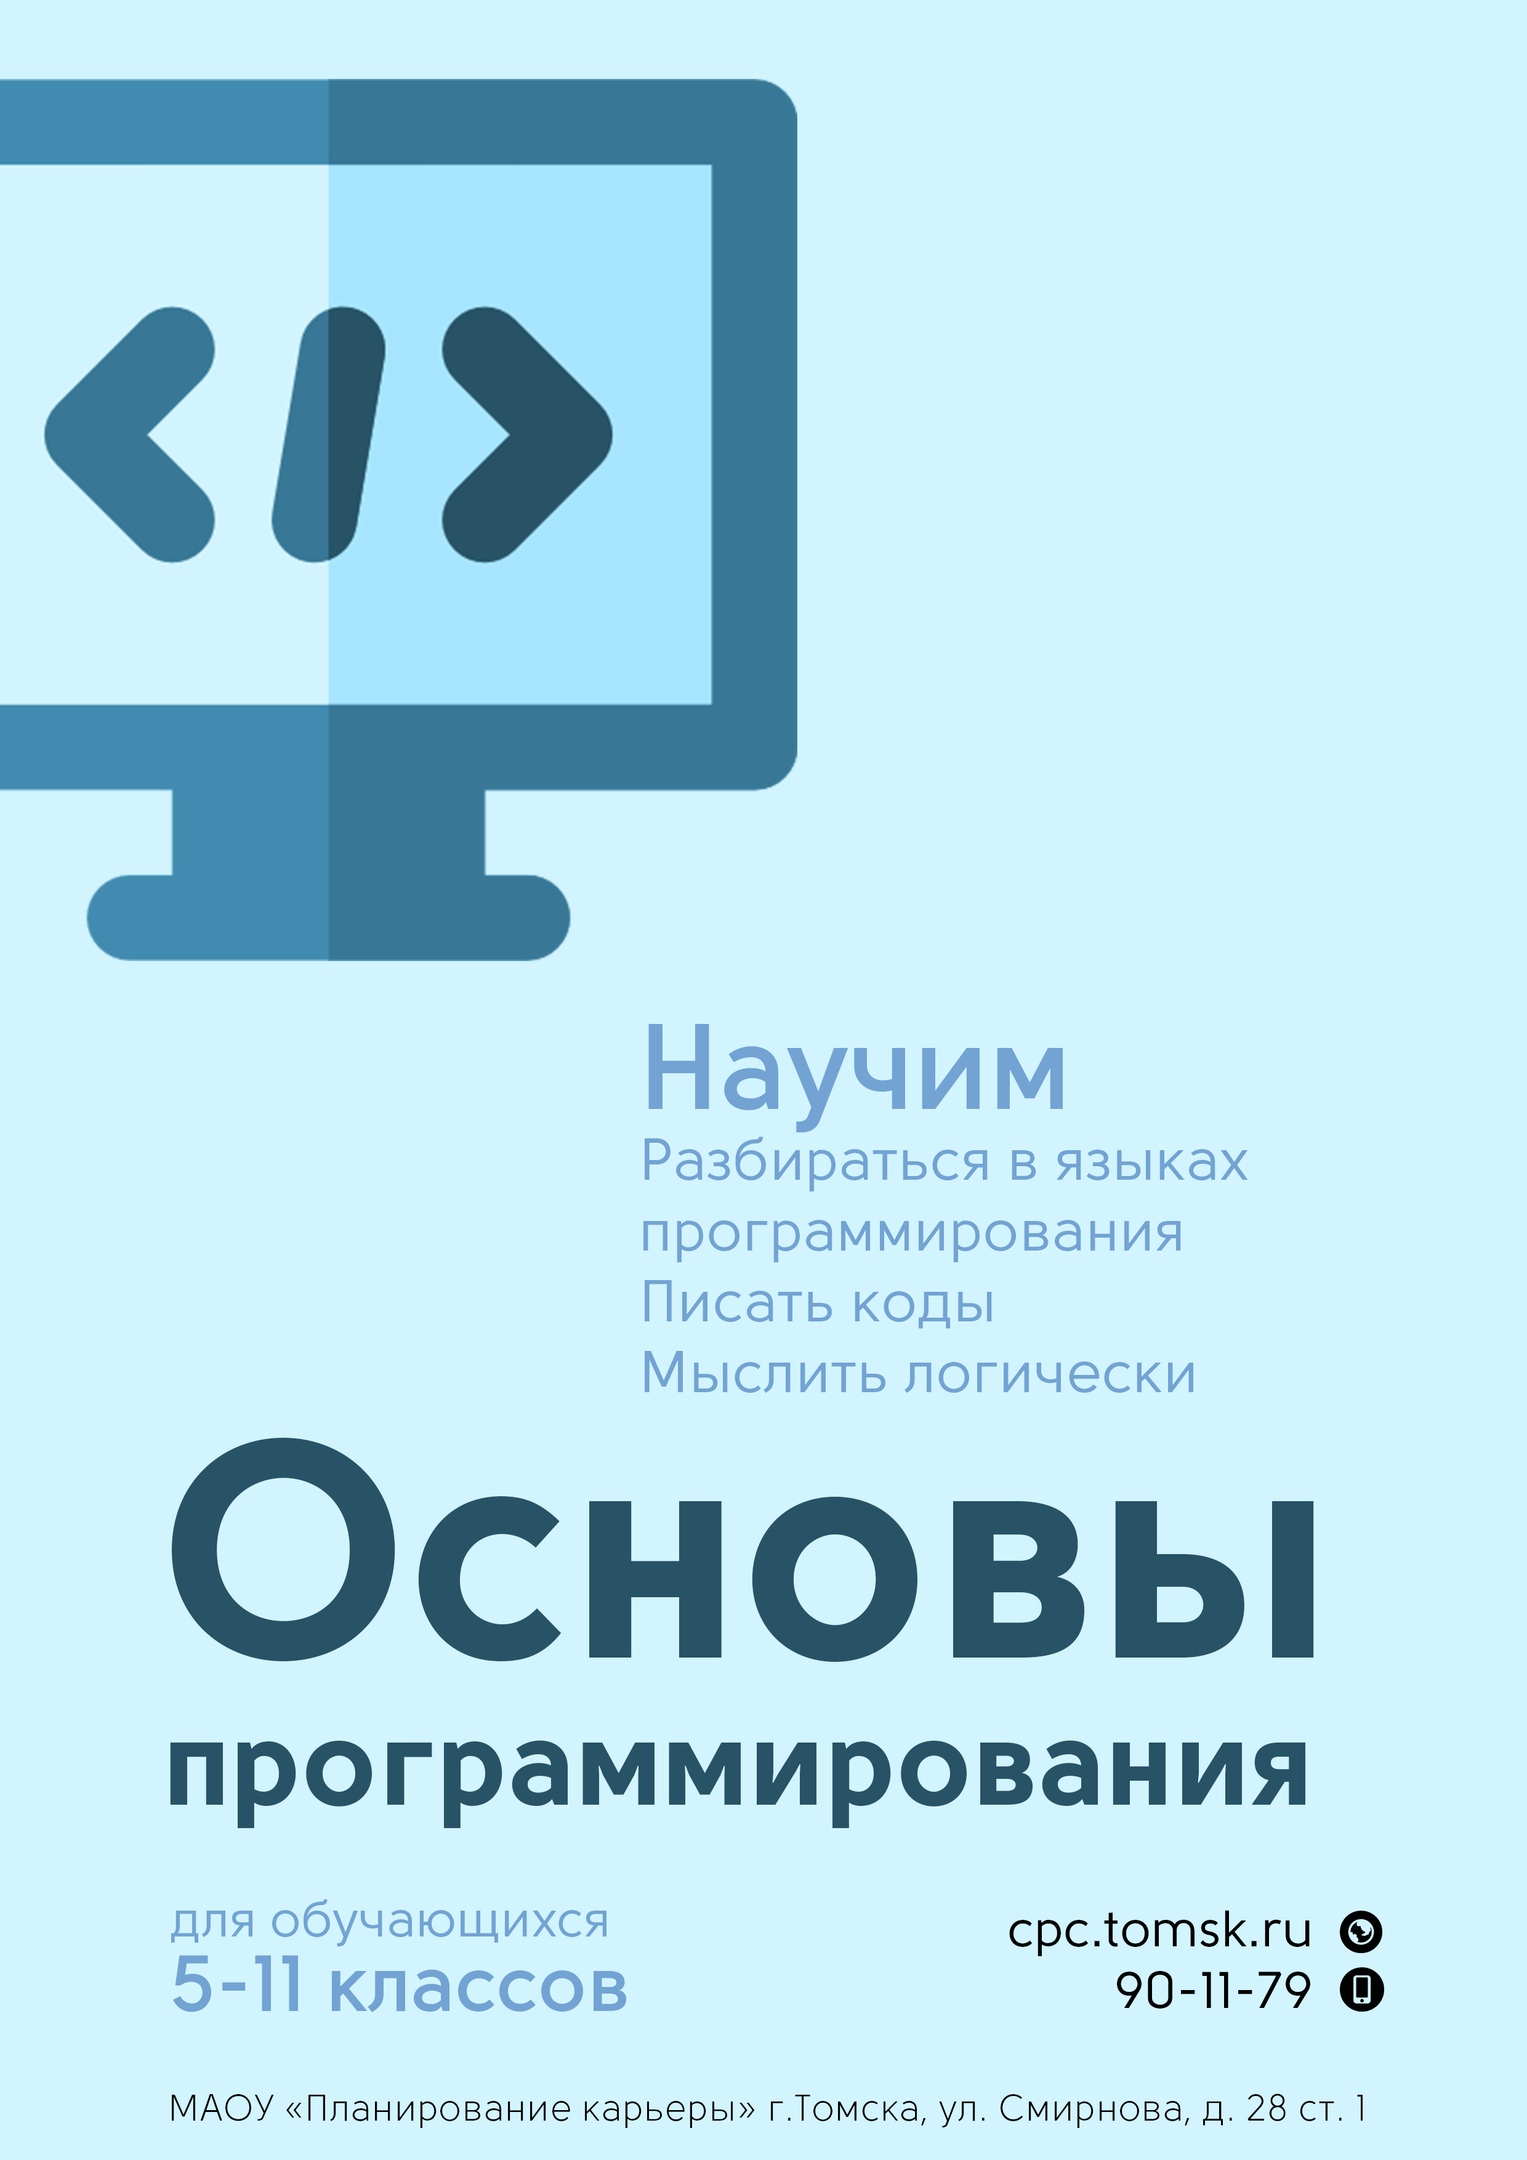 </>
Научим
Разбираться в языках
программирования
Писать коды
Мыслить логически
Основы
программирования
для обучающихся
5-11 классов
cpc.tomsk.ru
90-11-79
МАОУ «Планирование карьеры» г.Томска, ул. Смирнова, д. 28 ст. 1